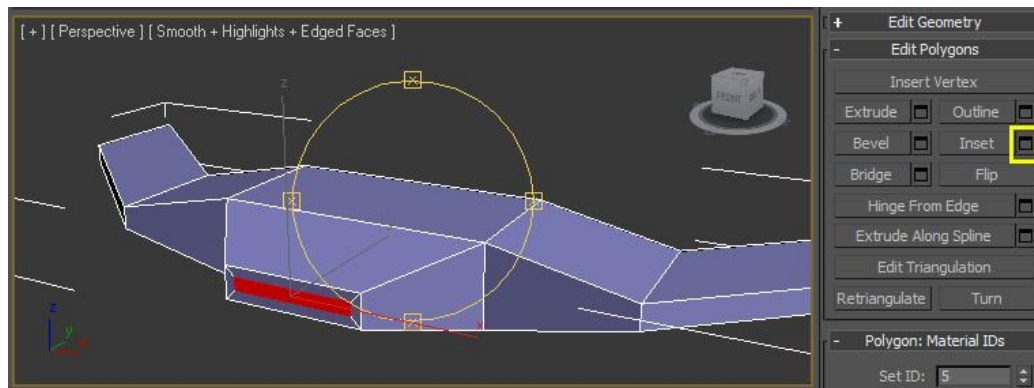 [ + ] [ Perspective ] [ Smooth + Highlights + Edged Faces ]
z
FRONT
x
z
y
x
+ Edit Geometry
- Edit Polygons
Insert Vertex
Extrude Outline
Bevel Inset
Bridge Flip
Hinge From Edge
Extrude Along Spline
Edit Triangulation
Retriangulate Turn
- Polygon: Material IDs
Set ID: 5